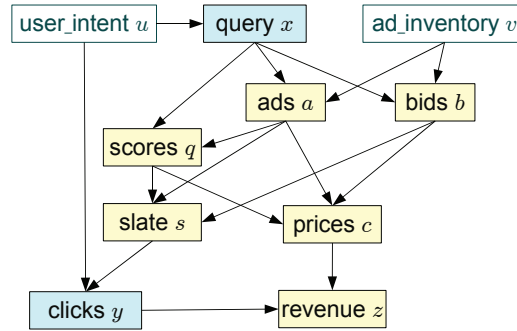 user_intent u
query x
ad_inventory v
ads a
bids b
scores q
slate s
prices c
clicks y
revenue z